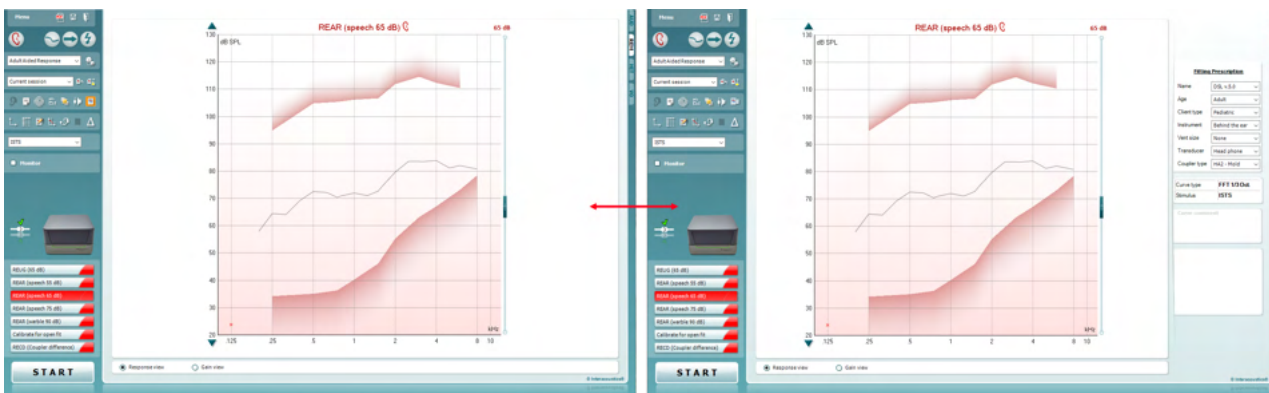 Menu
Adult Aided Response
Current session
ISTS
Monitor
REUG (65 dB)
REAR (speech 55 dB)
REAR (speech 65 dB)
REAR (speech 75 dB)
REAR (warble 90 dB)
Calibrate for open fit
RECD (Coupler difference)
START
REAR (speech 65 dB)
65 dB
dB SPL
130
120
110
100
90
80
70
60
50
40
30
20
kHz
.125 .25 .5 1 2 4 8 10
Response view Gain view
© Interacoustics®
Menu
Adult Aided Response
Current session
ISTS
Monitor
REUG (65 dB)
REAR (speech 55 dB)
REAR (speech 65 dB)
REAR (speech 75 dB)
REAR (warble 90 dB)
Calibrate for open fit
RECD (Coupler difference)
START
REAR (speech 65 dB)
65 dB
dB SPL
130
120
110
100
90
80
70
60
50
40
30
20
kHz
.125 .25 .5 1 2 4 8 10
Response view Gain view
Fitting Prescription
Name DSL v.5.0
Age Adult
Client type Pediatric
Instrument Behind the ear
Vent size None
Transducer Head phone
Coupler type HA2 - Mold
Curve type FFT 1/3 Oct
Stimulus ISTS
Curve comment
© Interacoustics®